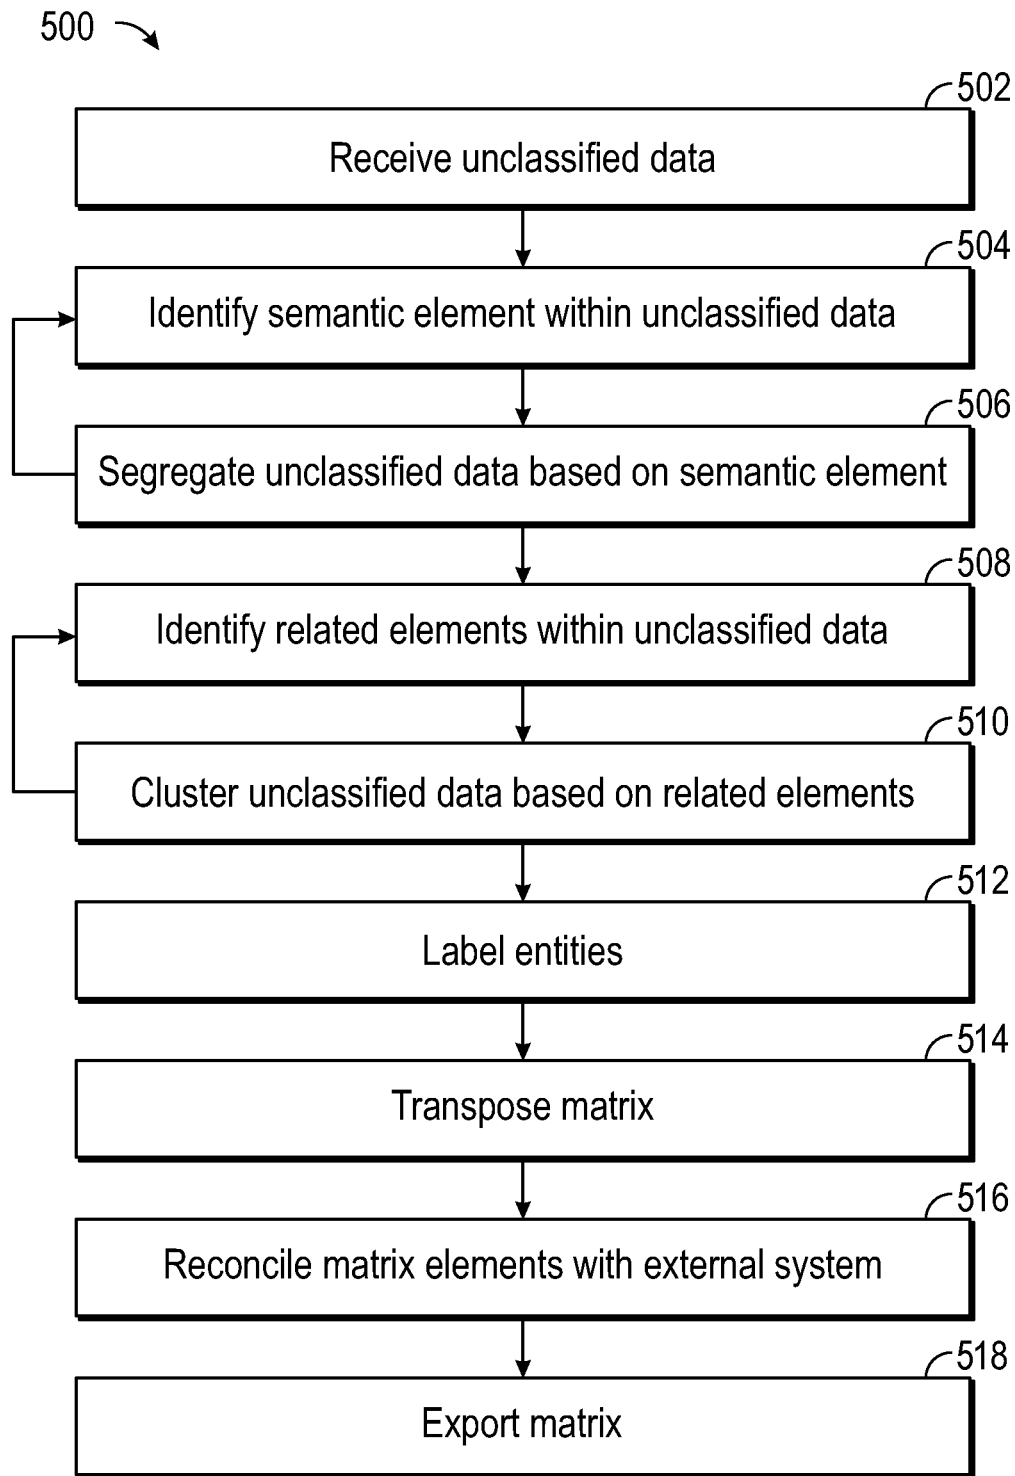 500
502
Receive unclassified data
504
Identify semantic element within unclassified data
506
Segregate unclassified data based on semantic element
508
Identify related elements within unclassified data
510
Cluster unclassified data based on related elements
512
Label entities
514
Transpose matrix
516
Reconcile matrix elements with external system
518
Export matrix